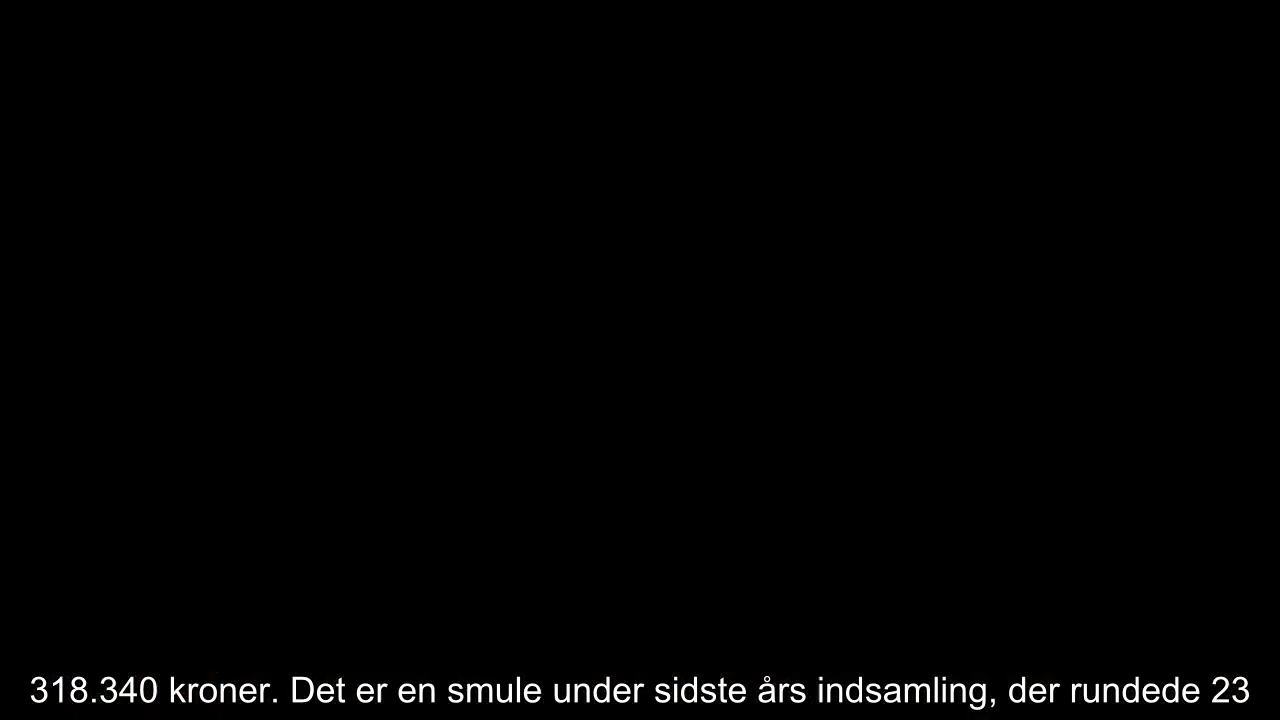 318.340 kroner. Det er en smule under sidste års indsamling, der rundede 23